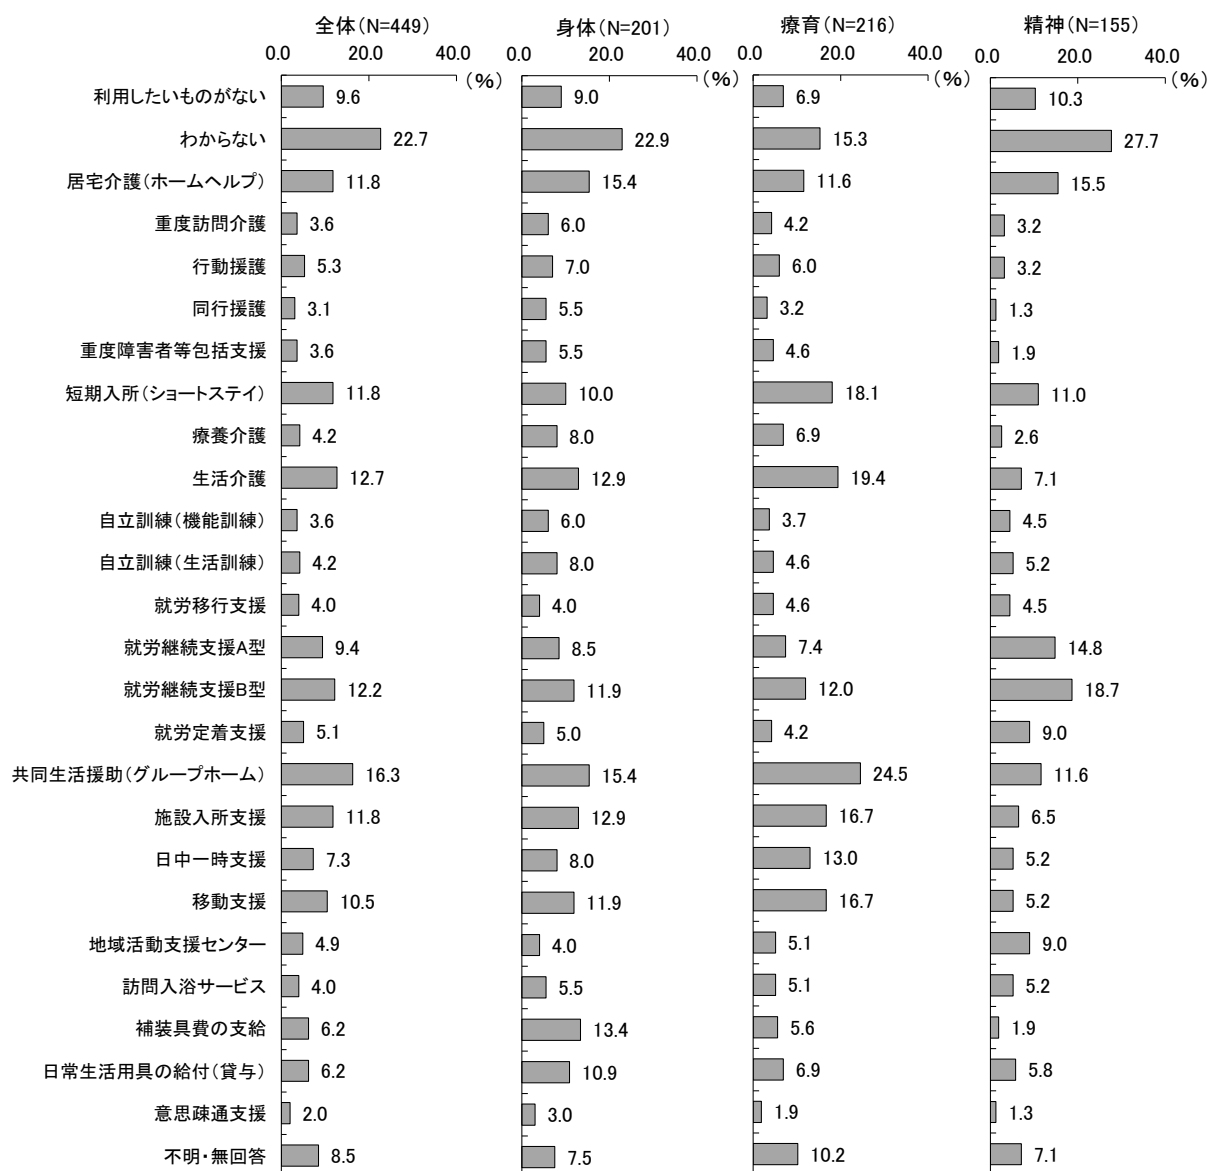 全体(N=449) 身体(N=201) 療育(N=216) 精神(N=155)
0.0 20.0 40.0 (%) 0.0 20.0 40.0 (%) 0.0 20.0 40.0 (%) 0.0 20.0 40.0 (%)
利用したいものがない 9.6 9.0 6.9 10.3
わからない 22.7 22.9 15.3 27.7
居宅介護(ホームヘルプ) 11.8 15.4 11.6 15.5
重度訪問介護 3.6 6.0 4.2 3.2
行動援護 5.3 7.0 6.0 3.2
同行援護 3.1 5.5 3.2 1.3
重度障害者等包括支援 3.6 5.5 4.6 1.9
短期入所(ショートステイ) 11.8 10.0 18.1 11.0
療養介護 4.2 8.0 6.9 2.6
生活介護 12.7 12.9 19.4 7.1
自立訓練(機能訓練) 3.6 6.0 3.7 4.5
自立訓練(生活訓練) 4.2 8.0 4.6 5.2
就労移行支援 4.0 4.0 4.6 4.5
就労継続支援A型 9.4 8.5 7.4 14.8
就労継続支援B型 12.2 11.9 12.0 18.7
就労定着支援 5.1 5.0 4.2 9.0
共同生活援助(グループホーム) 16.3 15.4 24.5 11.6
施設入所支援 11.8 12.9 16.7 6.5
日中一時支援 7.3 8.0 13.0 5.2
移動支援 10.5 11.9 16.7 5.2
地域活動支援センター 4.9 4.0 5.1 9.0
訪問入浴サービス 4.0 5.5 5.1 5.2
補装具費の支給 6.2 13.4 5.6 1.9
日常生活用具の給付(貸与) 6.2 10.9 6.9 5.8
意思疎通支援 2.0 3.0 1.9 1.3
不明・無回答 8.5 7.5 10.2 7.1